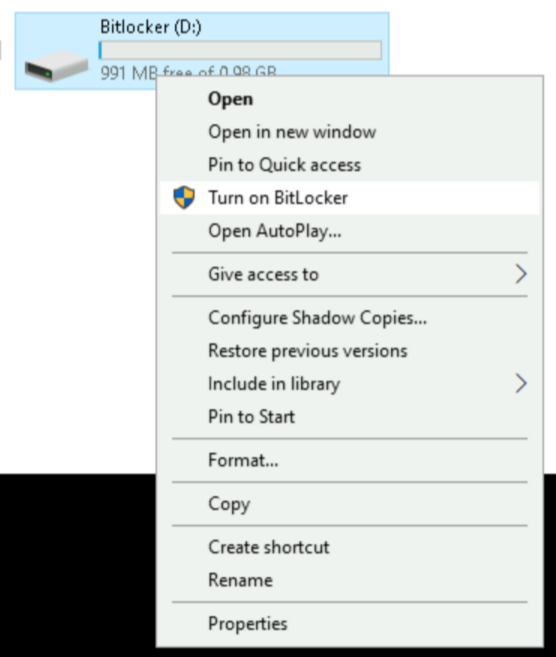 Bitlocker (D:)
991 MB free of 0.98 GB
Open
Open in new window
Pin to Quick access
Turn on BitLocker
Open AutoPlay...
Give access to
Configure Shadow Copies...
Restore previous versions
Include in library
Pin to Start
Format...
Copy
Create shortcut
Rename
Properties